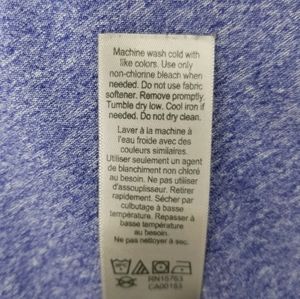 Machine wash cold with
like colors. Use only
non-chlorine bleach when
needed. Do not use fabric
softener. Remove promptly.
Tumble dry low. Cool iron if
needed. Do not dry clean.
Laver à la machine à
l'eau froide avec des
couleurs similaires.
Utiliser seulement un agent
de blanchiment non chloré
au besoin. Ne pas utiliser
d'assouplisseur. Retirer
rapidement. Sécher par
culbutage à basse
température. Repasser à
basse température au besoin.
Ne pas nettoyer à sec.
RN15763
CA00153